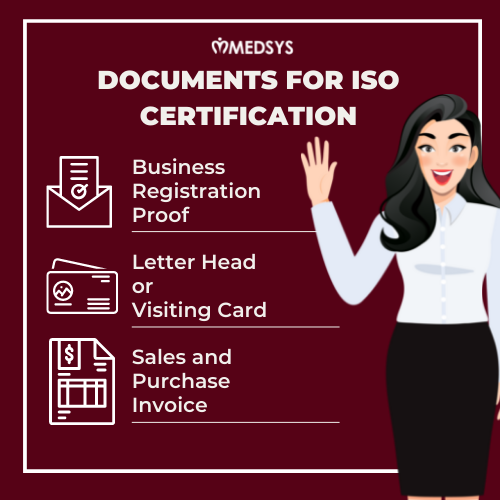 MEDSYS
DOCUMENTS FOR ISO
CERTIFICATION
Business
Registration
Proof
Letter Head
or
Visiting Card
$
Sales and
Purchase
Invoice